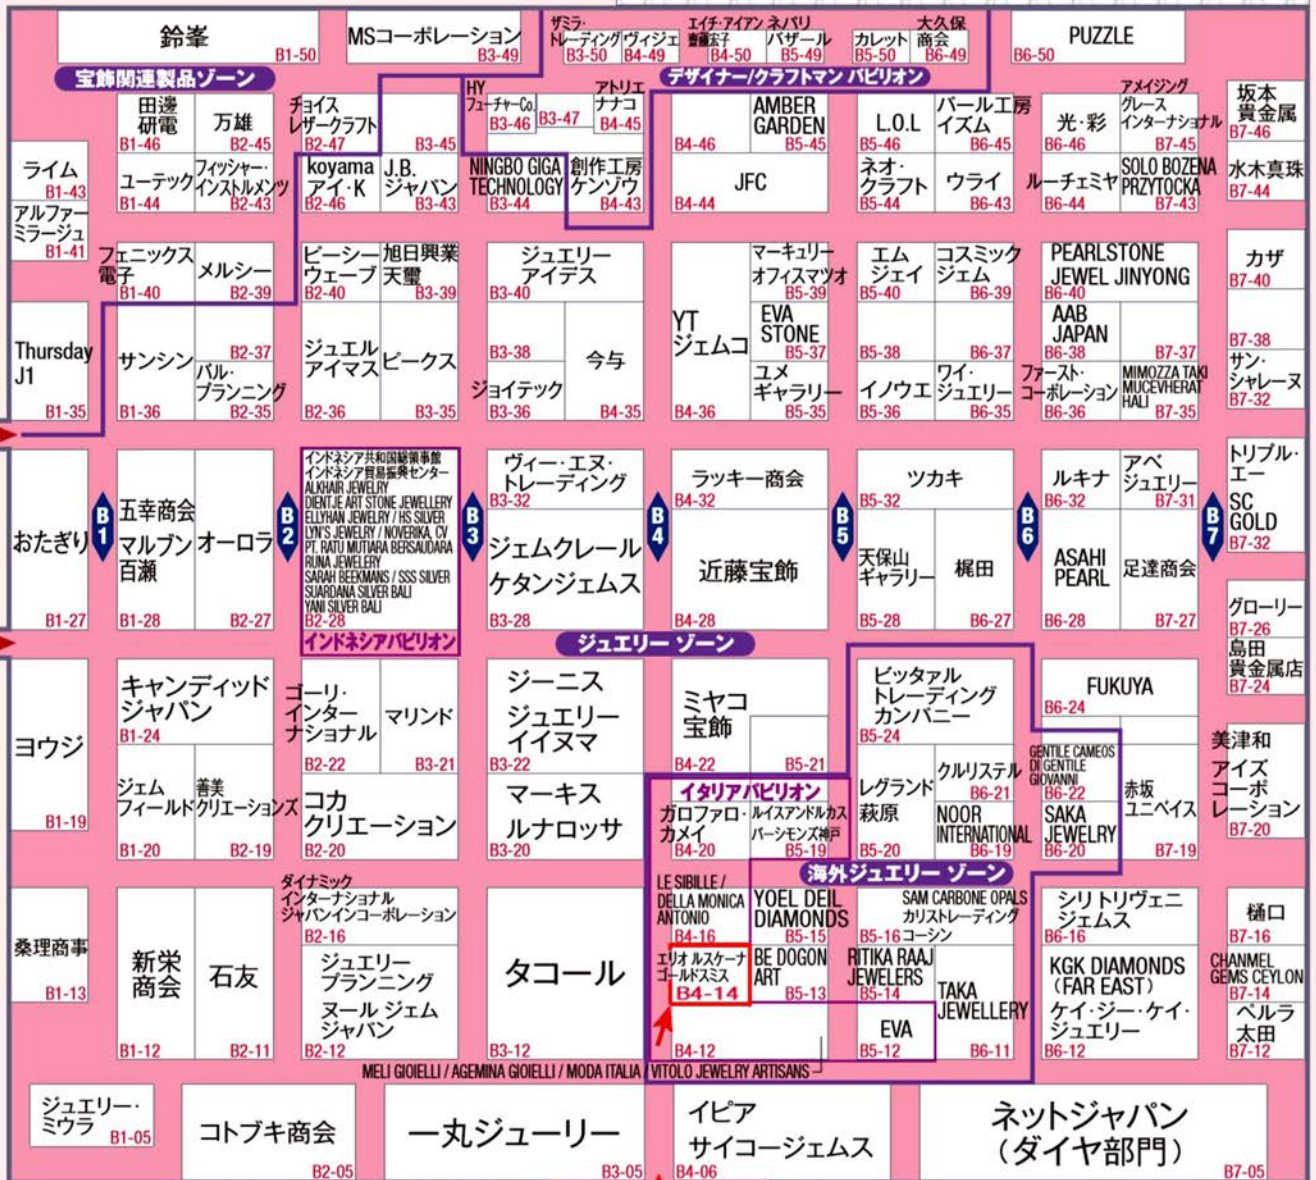 鈴峯
B1-50
MSコーポレーション
B3-49
ザミラ・
トレーディング
B3-50
ヴィジェ
B4-49
エイチ・アイアン
齋藤宏子
B4-50
ネパリ
バザール
B5-49
カレット
B5-50
大久保
商会
B6-49
PUZZLE
B6-50
宝飾関連製品ゾーン
デザイナー/クラフトマン パビリオン
田邊
研電
B1-46
万雄
B2-45
チョイス
レザークラフト
B2-47
B3-45
HY
フューチャーCo.
B3-46
B3-47
アトリエ
ナナコ
B4-45
B4-46
AMBER
GARDEN
B5-45
L.O.L
B5-46
パール工房
イズム
B6-45
光・彩
B6-46
アメイジング
グレース
インターナショナル
B7-45
坂本
貴金属
B7-46
ライム
B1-43
ユーテック
B1-44
フィッシャー・
インストルメンツ
B2-43
koyama
アイ・K
B2-46
J.B.
ジャパン
B3-43
NINGBO GIGA
TECHNOLOGY
B3-44
創作工房
ケンゾウ
B4-43
JFC
B4-44
ネオ・
クラフト
B5-44
ウライ
B6-43
ルーチェミヤ
B6-44
SOLO BOZENA
PRZYTOCKA
B7-43
水木真珠
B7-44
アルファー
ミラージュ
B1-41
フェニックス
電子
B1-40
メルシー
B2-39
ピーシー
ウェーブ
B2-40
旭日興業
天璽
B3-39
ジュエリー
アイデス
B3-40
YT
ジェムコ
B4-36
マーキュリー
オフィスマツオ
B5-39
エム
ジェイ
B5-40
コスミック
ジェム
B6-39
PEARLSTONE
JEWEL JINYONG
B6-40
カザ
B7-40
Thursday
J1
B1-35
サンシン
B1-36
B2-37
パル・
プランニング
B2-35
ジュエル
アイマス
B2-36
ピークス
B3-35
B3-38
ジョイテック
B3-36
今与
B4-35
EVA
STONE
B5-37
ユメ
ギャラリー
B5-35
B5-38
B6-37
イノウエ
B5-36
ワイ・
ジュエリー
B6-35
AAB
JAPAN
B6-38
B7-37
ファースト・
コーポレーション
B6-36
MIMOZZA TAKI
MUCEVHERAT
HALI
B7-35
B7-38
サン・
シャレーヌ
B7-32
おたぎり
B1-27
B1
五幸商会
マルブン
百瀬
B1-28
オーロラ
B2-27
B2
インドネシア共和国総領事館
インドネシア貿易振興センター
ALKHAIR JEWELRY
DIENTJE ART STONE JEWELLERY
ELLYHAN JEWELRY / HS SILVER
LYN'S JEWELRY / NOVERIKA, CV
PT. RATU MUTIARA BERSAUDARA
RUNA JEWELERY
SARAH BEEKMANS / SSS SILVER
SUARDANA SILVER BALI
YANI SILVER BALI
B2-28
インドネシアパビリオン
B3
ヴィー・エヌ・
トレーディング
B3-32
ジェムクレール
ケタンジェムス
B3-28
B4
ラッキー商会
B4-32
近藤宝飾
B4-28
B5
ツカキ
B5-32
天保山
ギャラリー
B5-28
梶田
B6-27
B6
ルキナ
B6-32
アベ
ジュエリー
B7-31
ASAHI
PEARL
B6-28
足達商会
B7-27
B7
トリプル・
エー
SC
GOLD
B7-32
グローリー
B7-26
島田
貴金属店
B7-24
ジュエリー ゾーン
ヨウジ
B1-19
キャンディッド
ジャパン
B1-24
ジェム
フィールド
B1-20
善美
クリエーションズ
B2-19
ゴーリ・
インター
ナショナル
B2-22
マリンド
B3-21
コカ
クリエーション
B2-20
ジーニス
ジュエリー
イイヌマ
B3-22
マーキス
ルナロッサ
B3-20
ミヤコ
宝飾
B4-22
B5-21
イタリアパビリオン
ガロファロ・
カメイ
B4-20
ルイスアンドルカス
パーシモンズ神戸
B5-19
ビッタル
トレーディング
カンパニー
B5-24
レグランド
萩原
B5-20
クルリステル
B6-21
NOOR
INTERNATIONAL
B6-19
FUKUYA
B6-24
GENTILE CAMEOS
DI GENTILE
GIOVANNI
B6-22
SAKA
JEWELRY
B6-20
赤坂
ユニベイス
B7-19
美津和
アイズ
コーポ
レーション
B7-20
海外ジュエリー ゾーン
桑理商事
B1-13
新栄
商会
B1-12
石友
B2-11
ダイナミック
インターナショナル
ジャパンインコーポレーション
B2-16
ジュエリー
プランニング
ヌール ジェム
ジャパン
B2-12
タコール
B3-12
LE SIBILLE /
DELLA MONICA
ANTONIO
B4-16
YOEL DEIL
DIAMONDS
B5-15
エリオ ルスケーナ
ゴールドスミス
B4-14
BE DOGON
ART
B5-13
B4-12
SAM CARBONE OPALS
カリストレーディング
コーシン
B5-16
RITIKA RAAJ
JEWELERS
B5-14
TAKA
JEWELLERY
B6-11
EVA
B5-12
シリトリヴェニ
ジェムス
B6-16
KGK DIAMONDS
(FAR EAST)
ケイ・ジー・ケイ・
ジュエリー
B6-12
樋口
B7-16
CHANMEL
GEMS CEYLON
B7-14
ペルラ
太田
B7-12
MELI GIOIELLI / AGEMINA GIOIELLI / MODA ITALIA / VITOLO JEWELRY ARTISANS
ジュエリー・
ミウラ
B1-05
コトブキ商会
B2-05
一丸ジューリー
B3-05
イピア
サイコージェムス
B4-06
ネットジャパン
(ダイヤ部門)
B7-05